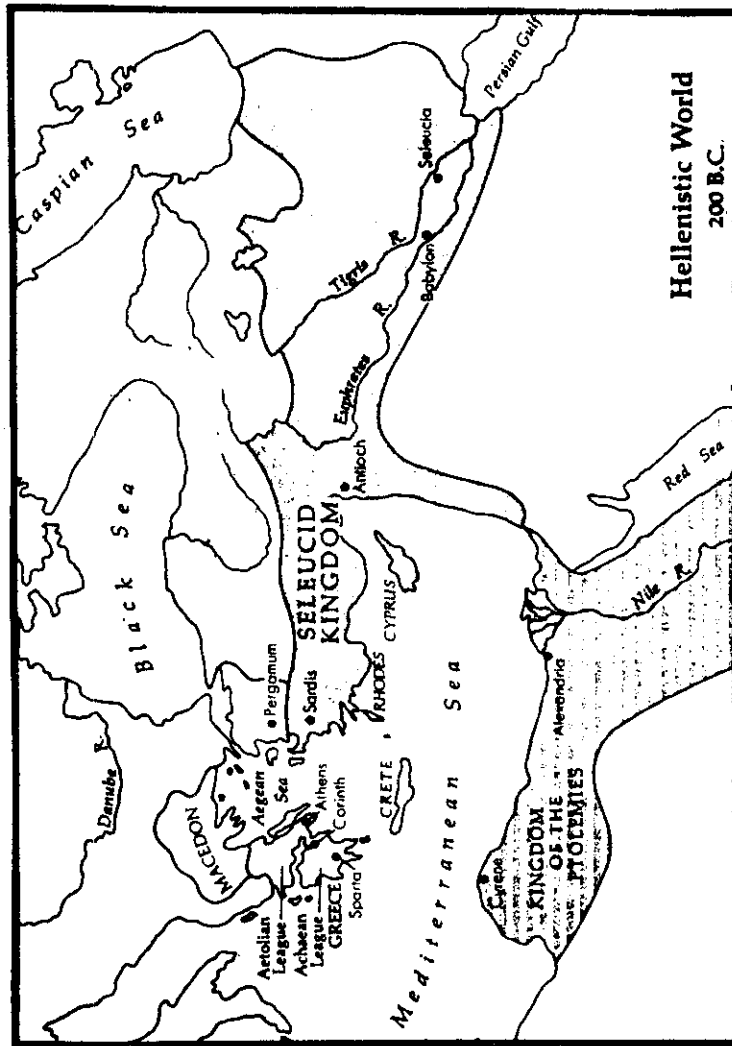 Caspian Sea
Black Sea
Danube R.
MACEDON
Aegean
Sea
Pergamum
Sardis
Athens
Corinth
Aetolian
League
Achaean
League
GREECE
Sparta
CRETE
RHODES
CYPRUS
SELEUCID
KINGDOM
Antioch
Euphrates R.
Tigris R.
Babylon
Seleucia
Persian Gulf
Mediterranean Sea
Cyrene
KINGDOM
OF THE
PTOLEMIES
Alexandria
Nile R.
Red Sea
Hellenistic World
200 B.C.